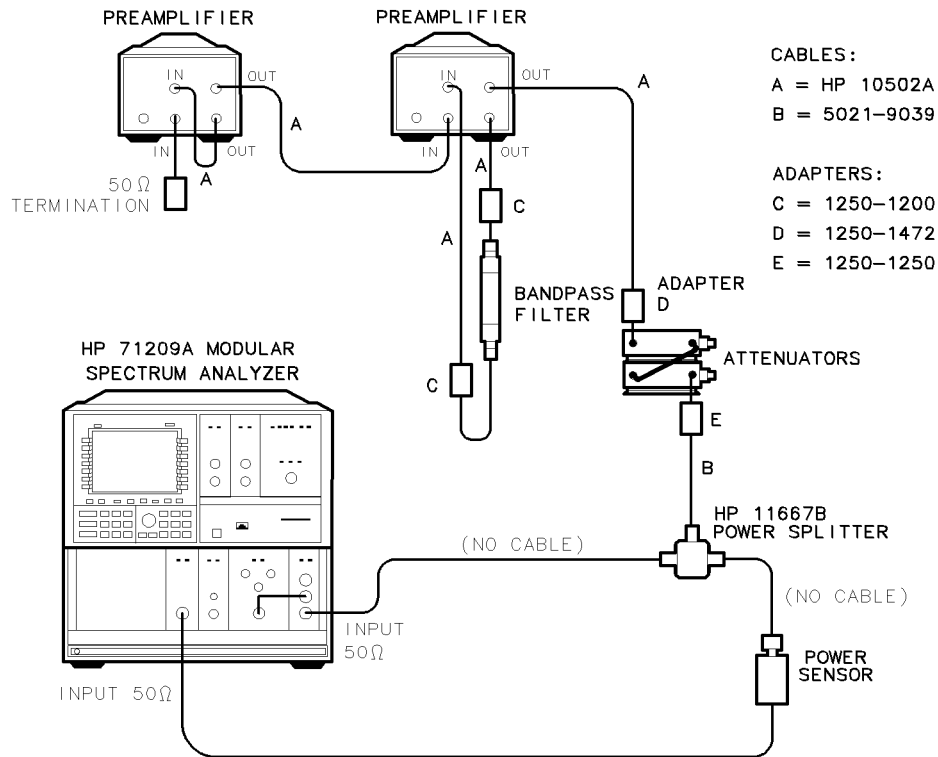 PREAMPLIFIER
PREAMPLIFIER
CABLES:
A = HP 10502A
B = 5021-9039
ADAPTERS:
C = 1250-1200
D = 1250-1472
E = 1250-1250
IN
OUT
IN
OUT
A
IN
OUT
A
50Ω
TERMINATION
A
IN
OUT
A
C
A
A
BANDPASS
FILTER
ADAPTER
D
C
ATTENUATORS
E
B
HP 71209A MODULAR
SPECTRUM ANALYZER
HP 11667B
POWER SPLITTER
(NO CABLE)
(NO CABLE)
INPUT
50Ω
INPUT 50Ω
POWER
SENSOR